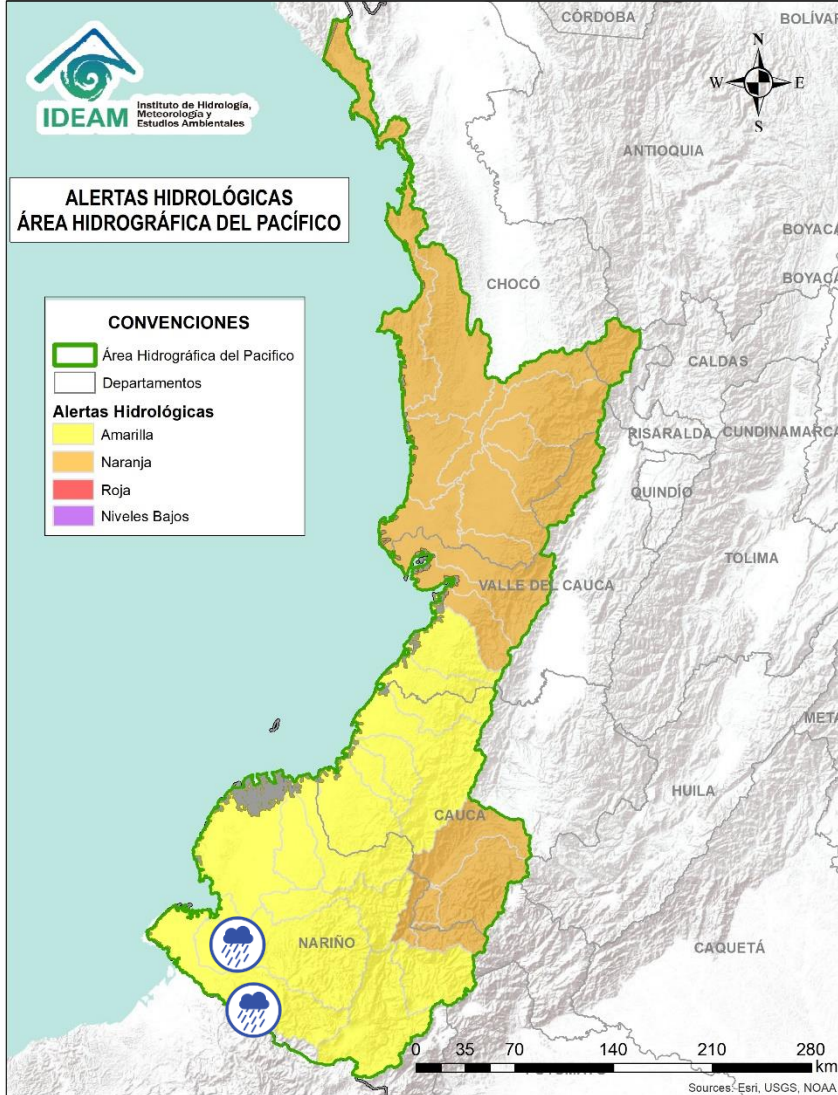 CÓRDOBA
BOLÍVAR
N
W
E
S
IDEAM
Instituto de Hidrología,
Meteorología y
Estudios Ambientales
ANTIOQUIA
ALERTAS HIDROLÓGICAS
ÁREA HIDROGRÁFICA DEL PACÍFICO
BOYACÁ
CHOCÓ
BOYACÁ
CONVENCIONES
Área Hidrográfica del Pacifico
Departamentos
Alertas Hidrológicas
Amarilla
Naranja
Roja
Niveles Bajos
CALDAS
RISARALDA
CUNDINAMARCA
QUINDÍO
TOLIMA
VALLE DEL CAUCA
META
HUILA
CAUCA
NARIÑO
CAQUETÁ
0 35 70 140 210 280
km
Sources: Esri, USGS, NOAA